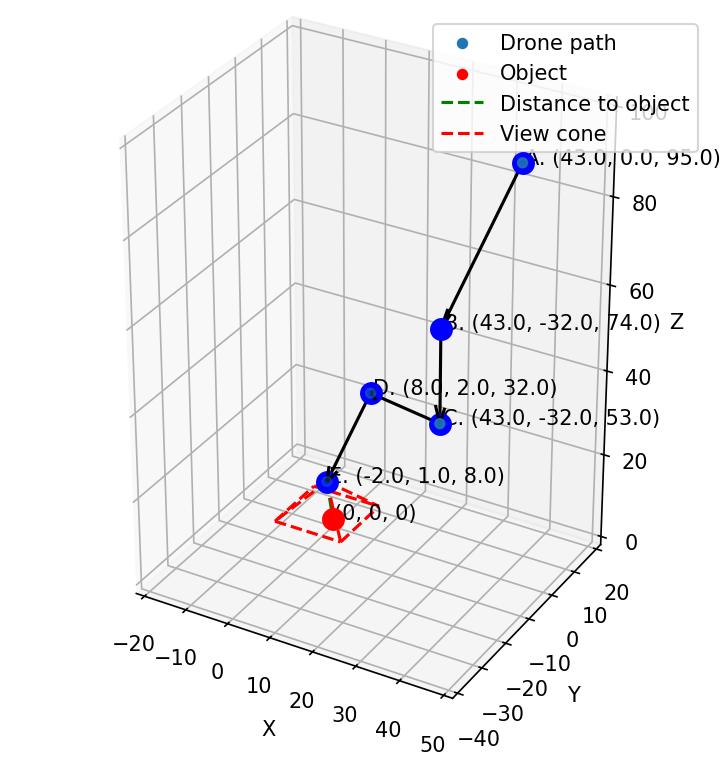 Drone path
Object
Distance to object
View cone
100
A. (43.0, 0.0, 95.0)
80
60
B. (43.0, -32.0, 74.0)
Z
40
D. (8.0, 2.0, 32.0)
C. (43.0, -32.0, 53.0)
20
E. (-2.0, 1.0, 8.0)
(0, 0, 0)
0
20
10
0
−10
−20
−30
−40
Y
−20
−10
0
10
20
30
40
50
X